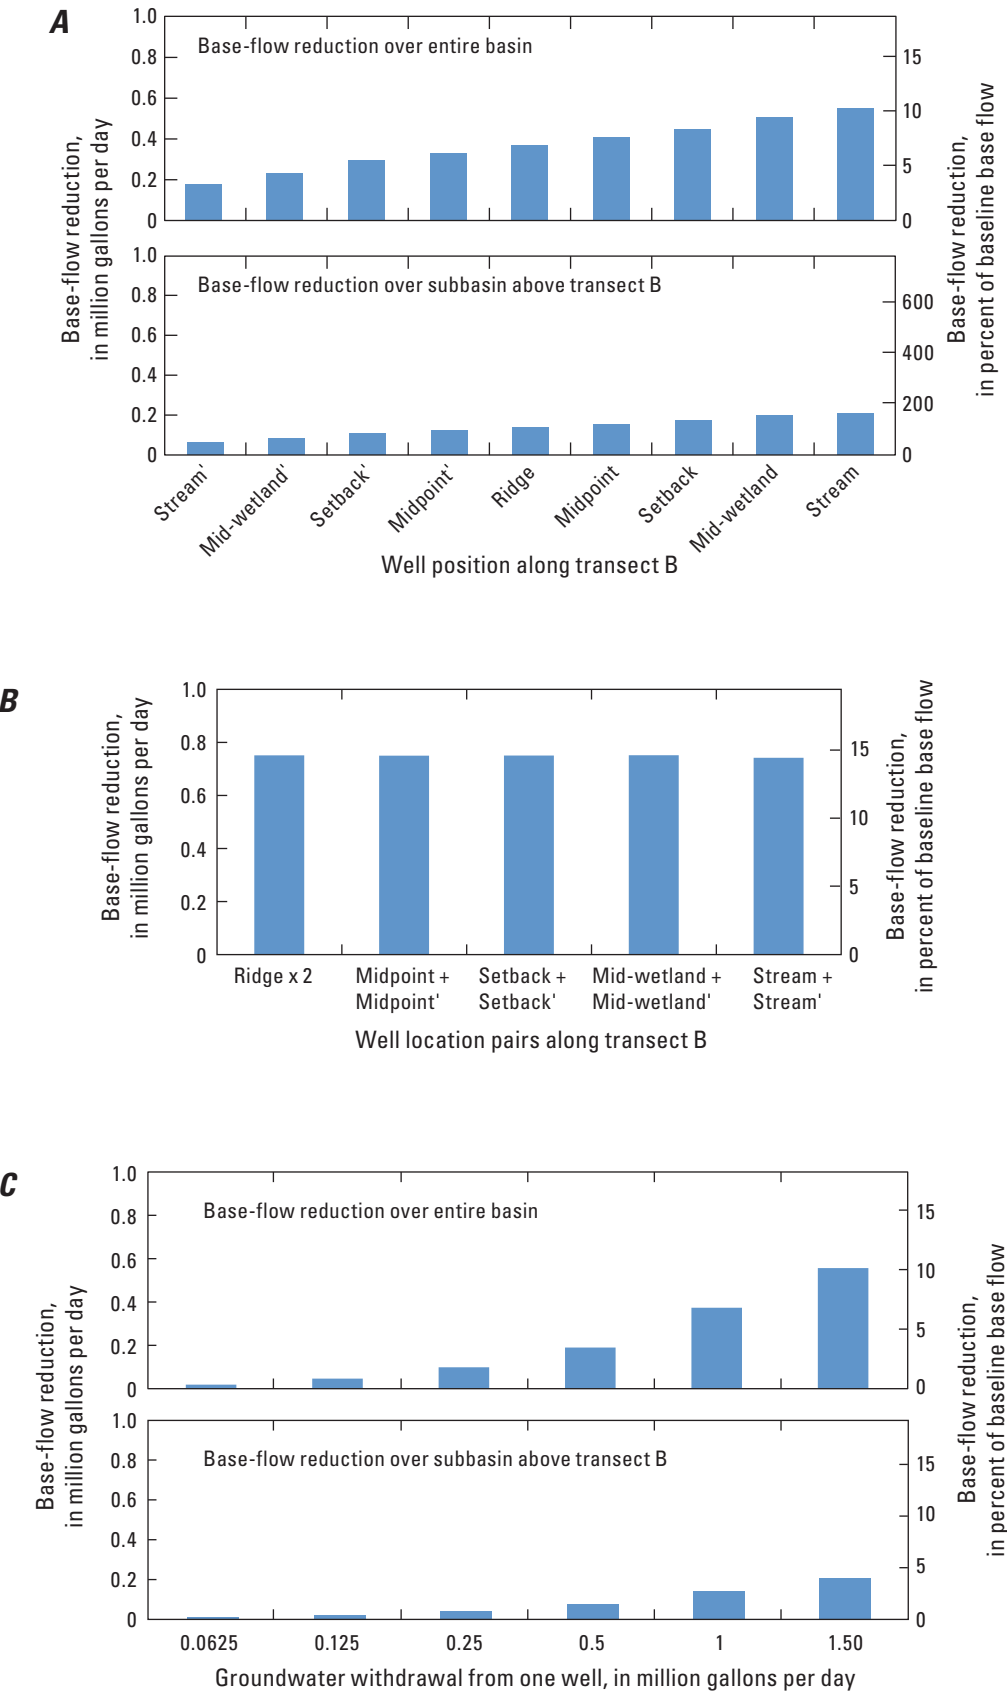 A
Base-flow reduction,
in million gallons per day
1.0
0.8
0.6
0.4
0.2
0
Base-flow reduction over entire basin
15
10
5
0
Base-flow reduction,
in percent of baseline base flow
1.0
0.8
0.6
0.4
0.2
0
Base-flow reduction over subbasin above transect B
600
400
200
0
Stream'
Mid-wetland'
Setback'
Midpoint'
Ridge
Midpoint
Setback
Mid-wetland
Stream
Well position along transect B
B
Base-flow reduction,
in million gallons per day
1.0
0.8
0.6
0.4
0.2
0
15
10
5
0
Base-flow reduction,
in percent of baseline base flow
Ridge x 2
Midpoint +
Midpoint'
Setback +
Setback'
Mid-wetland +
Mid-wetland'
Stream +
Stream'
Well location pairs along transect B
C
Base-flow reduction,
in million gallons per day
1.0
0.8
0.6
0.4
0.2
0
Base-flow reduction over entire basin
15
10
5
0
Base-flow reduction,
in percent of baseline base flow
1.0
0.8
0.6
0.4
0.2
0
Base-flow reduction over subbasin above transect B
15
10
5
0
0.0625
0.125
0.25
0.5
1
1.50
Groundwater withdrawal from one well, in million gallons per day